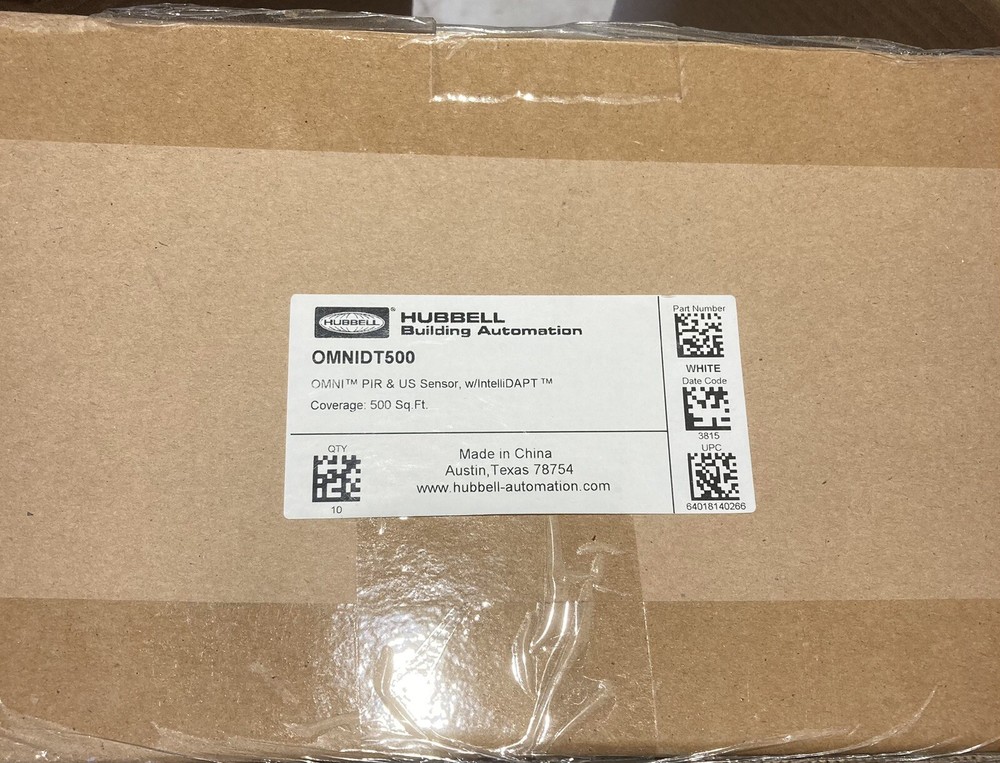 HUBBELL
HUBBELL
Building Automation
OMNIDT500
OMNI™ PIR & US Sensor, w/IntelliDAPT™
Coverage: 500 Sq.Ft.
QTY
10
Made in China
Austin,Texas 78754
www.hubbell-automation.com
Part Number
WHITE
Date Code
3815
UPC
64018140266